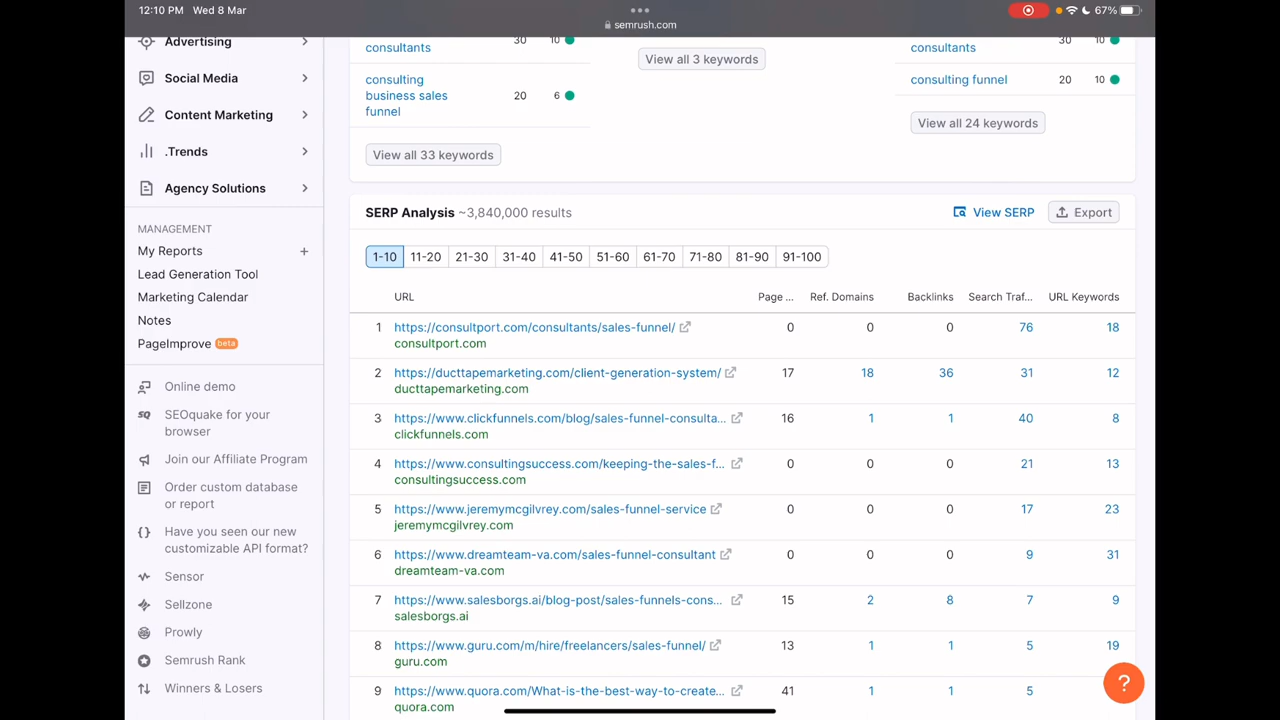 12:10 PM Wed 8 Mar
67%
semrush.com
Advertising
Social Media
Content Marketing
.Trends
Agency Solutions
MANAGEMENT
My Reports +
Lead Generation Tool
Marketing Calendar
Notes
PageImprove beta
Online demo
SEOquake for your
browser
Join our Affiliate Program
Order custom database
or report
Have you seen our new
customizable API format?
Sensor
Sellzone
Prowly
Semrush Rank
Winners & Losers
consultants 30 10
consulting
business sales
funnel
20 6
View all 33 keywords
View all 3 keywords
consultants 30 10
consulting funnel 20 10
View all 24 keywords
SERP Analysis ~3,840,000 results
View SERP Export
1-10 11-20 21-30 31-40 41-50 51-60 61-70 71-80 81-90 91-100
URL Page ... Ref. Domains Backlinks Search Traf... URL Keywords
1 https://consultport.com/consultants/sales-funnel/ 0 0 0 76 18
consultport.com
2 https://ducttapemarketing.com/client-generation-system/ 17 18 36 31 12
ducttapemarketing.com
3 https://www.clickfunnels.com/blog/sales-funnel-consulta... 16 1 1 40 8
clickfunnels.com
4 https://www.consultingsuccess.com/keeping-the-sales-f... 0 0 0 21 13
consultingsuccess.com
5 https://www.jeremymcgilvrey.com/sales-funnel-service 0 0 0 17 23
jeremymcgilvrey.com
6 https://www.dreamteam-va.com/sales-funnel-consultant 0 0 0 9 31
dreamteam-va.com
7 https://www.salesborgs.ai/blog-post/sales-funnels-cons... 15 2 8 7 9
salesborgs.ai
8 https://www.guru.com/m/hire/freelancers/sales-funnel/ 13 1 1 5 19
guru.com
9 https://www.quora.com/What-is-the-best-way-to-create... 41 1 1 5
quora.com
?